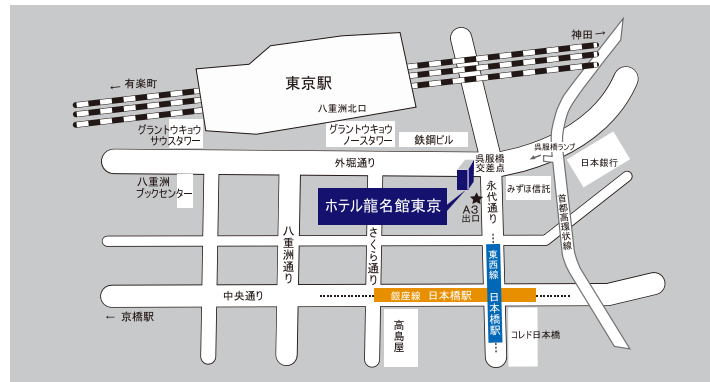 神田→
←有楽町
東京駅
八重洲北口
グラントウキョウ
サウスタワー
グラントウキョウ
ノースタワー
鉄鋼ビル
呉服橋ランプ
外堀通り
呉服橋
交差点
日本銀行
八重洲
ブックセンター
ホテル龍名館東京
A3
出口
永代通り
みずほ信託
首都高環状線
八重洲通り
さくら通り
東西線 日本橋駅
中央通り
銀座線 日本橋駅
←京橋駅
高島屋
コレド日本橋